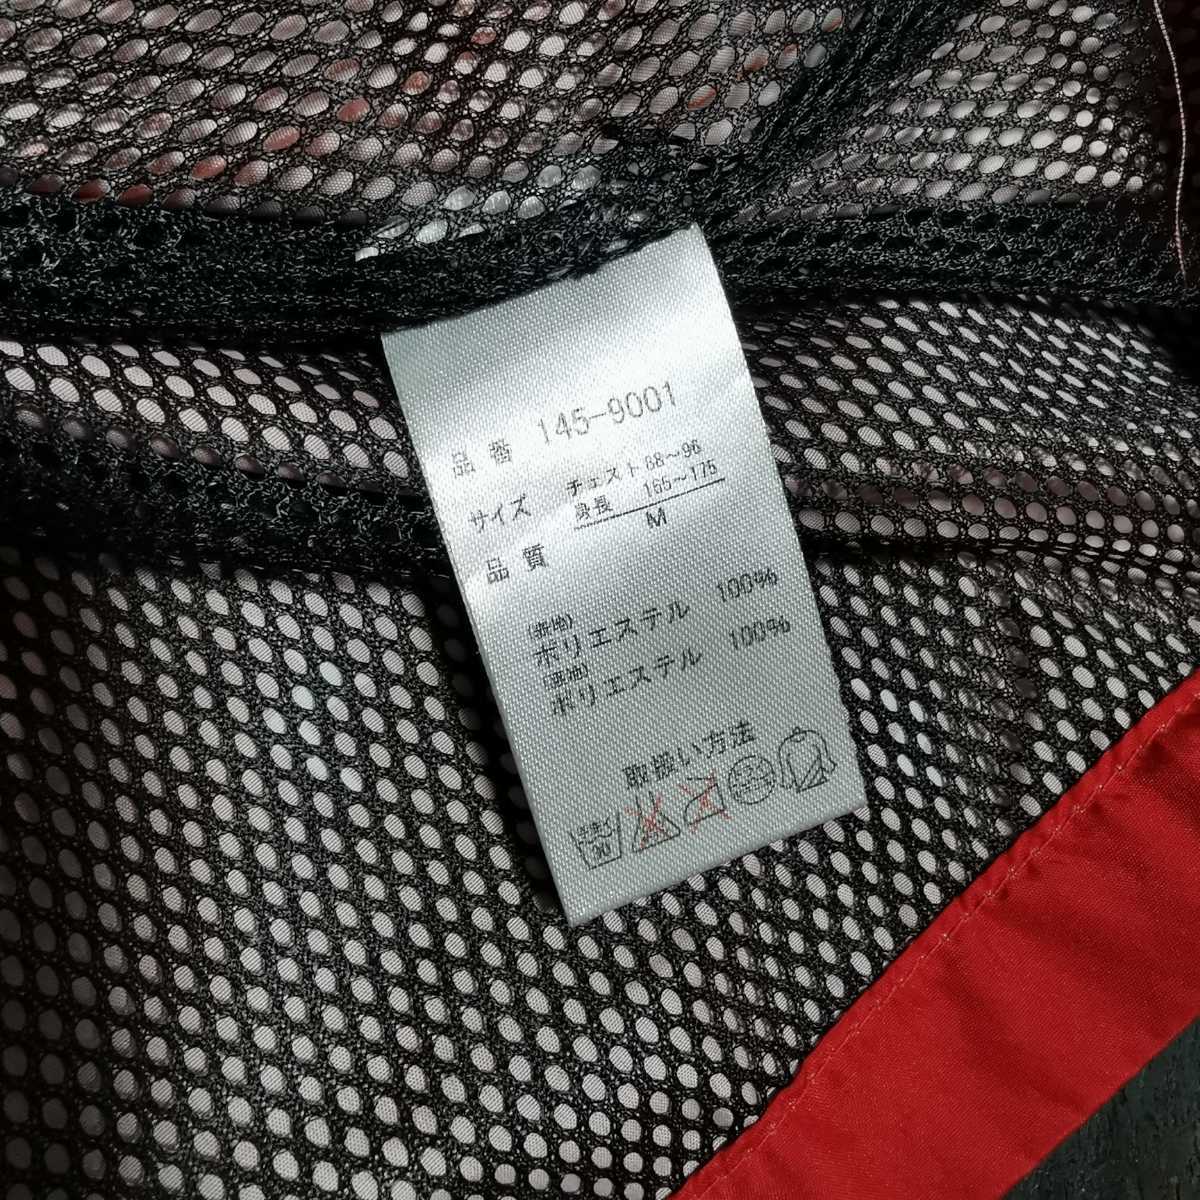 品番 145-9001
サイズ チェスト 88~96
身長 165~175
M
品質
(表地)
ポリエステル 100%
(裏地)
ポリエステル 100%
取扱い方法
30